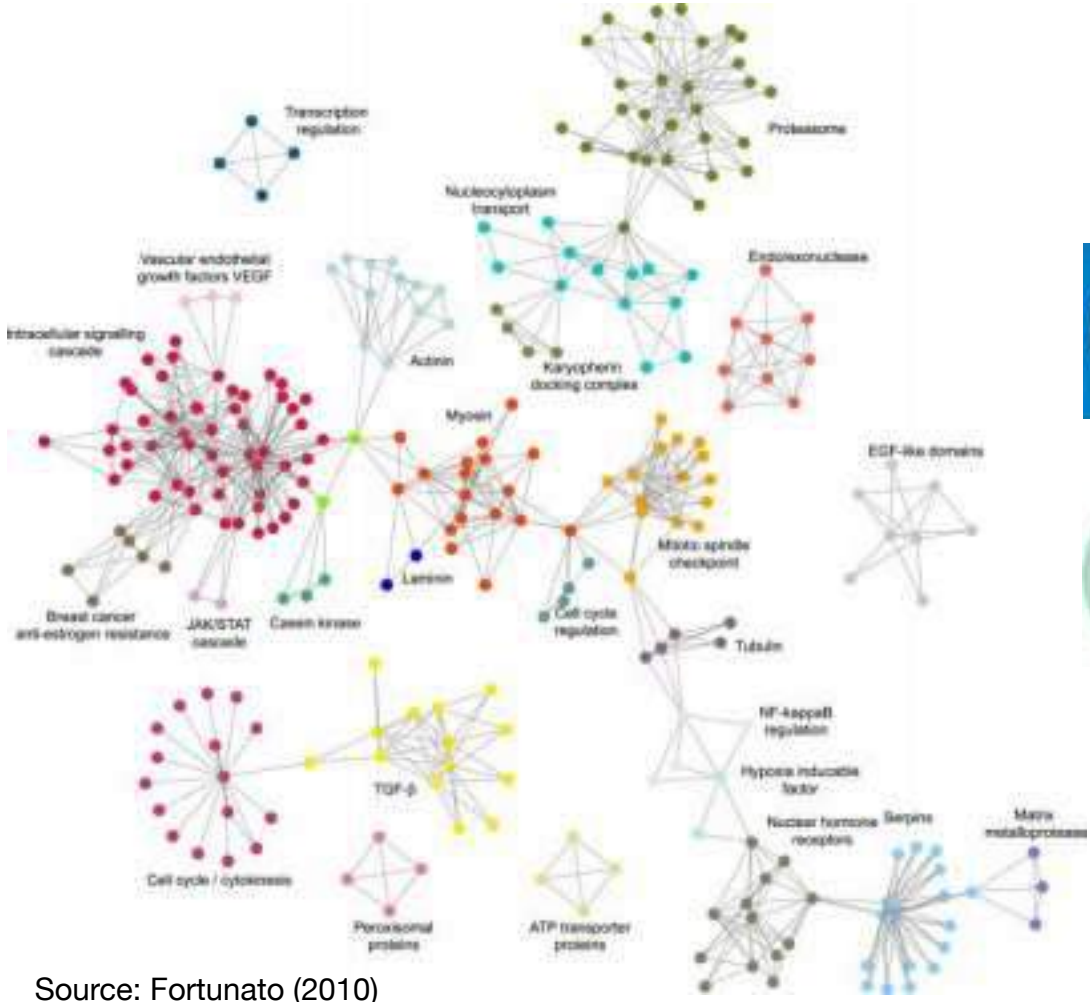 Transcription
regulation
Proteasome
Nucleocytoplasm
transport
Vascular endothelial
growth factors VEGF
Endo/exonuclease
Intracellular signalling
cascade
Actinin
Karyopherin
docking complex
Myosin
EGF-like domains
Mitotic spindle
checkpoint
Laminin
Breast cancer
anti-estrogen resistance
JAK/STAT
cascade
Casein kinase
Cell cycle
regulation
Tubulin
NF-kappaB
regulation
TGF-β
Hypoxia inducable
factor
Nuclear hormone
receptors
Serpins
Matrix
metalloprotease
Cell cycle / cytokinesis
Peroxisomal
proteins
ATP transporter
proteins
Source: Fortunato (2010)